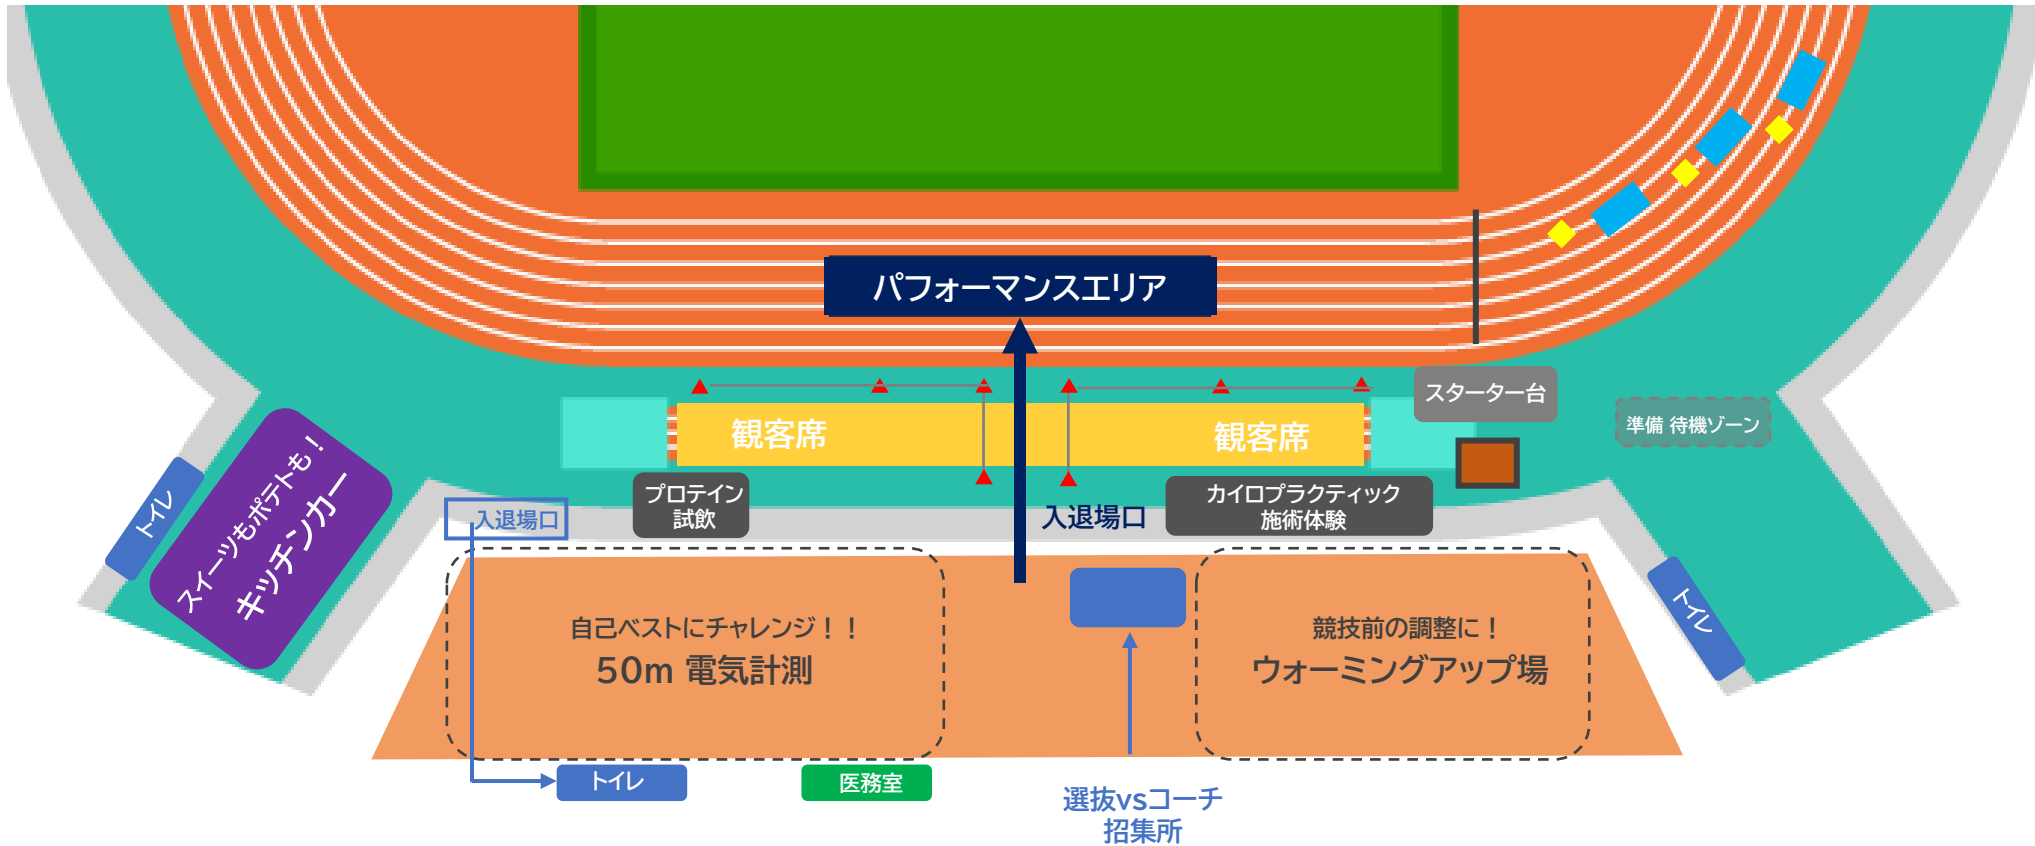 パフォーマンスエリア
スターター台
準備 待機ゾーン
観客席
観客席
スイーツもポテトも！
キッチンカー
トイレ
プロテイン
試飲
カイロプラクティック
施術体験
入退場口
入退場口
自己ベストにチャレンジ！！
50m 電気計測
競技前の調整に！
ウォーミングアップ場
トイレ
トイレ
医務室
選抜vsコーチ
招集所